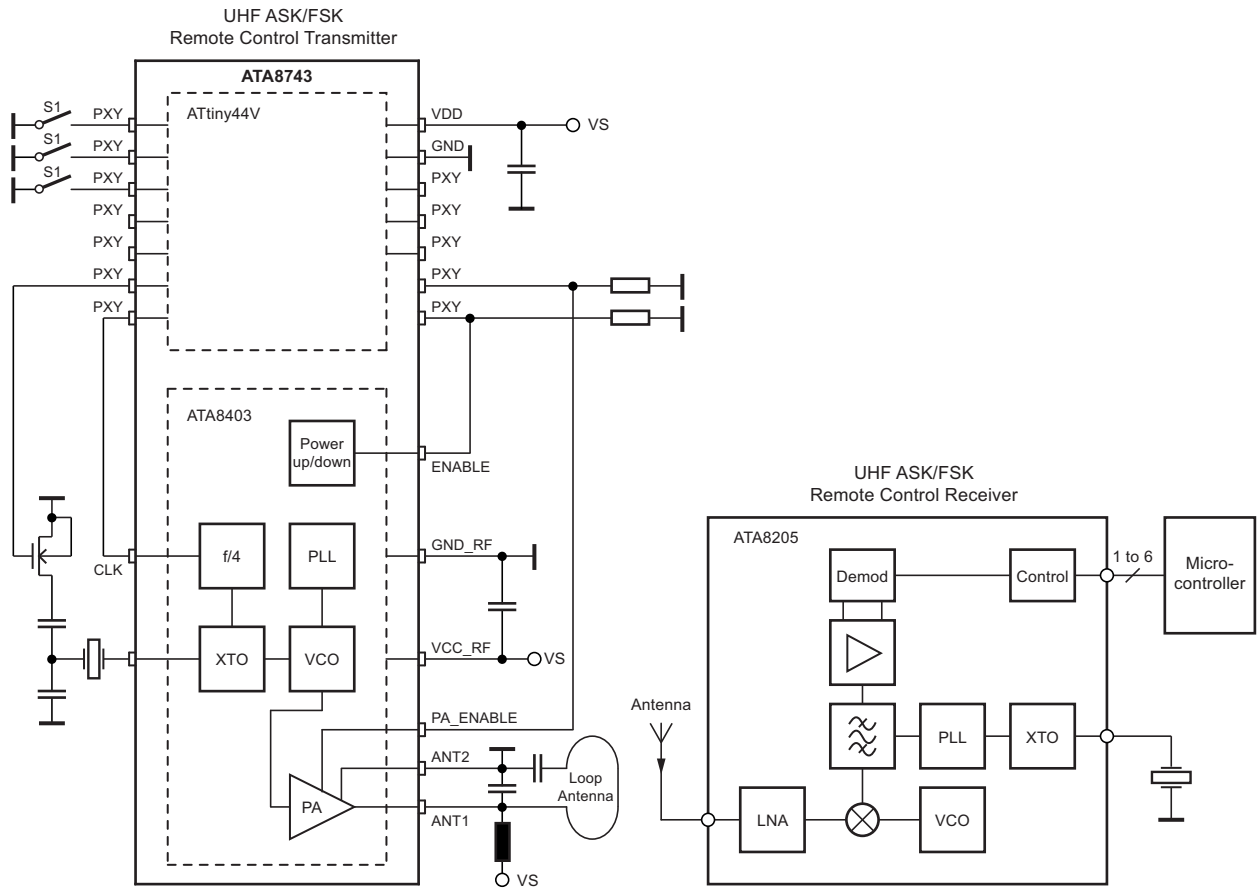 UHF ASK/FSK
Remote Control Transmitter
ATA8743
ATtiny44V
S1
PXY
S1
PXY
S1
PXY
PXY
PXY
PXY
PXY
VDD
VS
GND
PXY
PXY
PXY
PXY
PXY
ATA8403
Power
up/down
ENABLE
f/4
PLL
CLK
GND_RF
XTO
VCO
VCC_RF
VS
PA_ENABLE
ANT2
PA
ANT1
Loop
Antenna
VS
UHF ASK/FSK
Remote Control Receiver
ATA8205
Demod
Control
1 to 6
Micro-
controller
Antenna
PLL
XTO
LNA
VCO